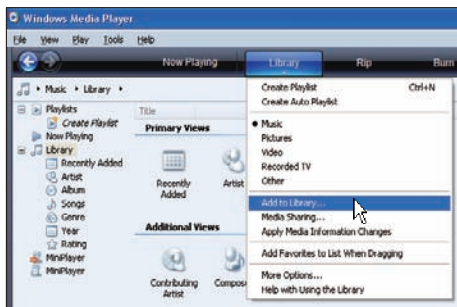 Windows Media Player
File View Play Tools Help
Now Playing Library Rip Burn
Music Library
Playlists
Create Playlist
Now Playing
Library
Recently Added
Artist
Album
Songs
Genre
Year
Rating
MiniPlayer
MiniPlayer
Title
Primary Views
Recently Added
Artist
Additional Views
Contributing Artist
Compos
Create Playlist Ctrl+N
Create Auto Playlist
Music
Pictures
Video
Recorded TV
Other
Add to Library...
Media Sharing...
Apply Media Information Changes
Add Favorites to List When Dragging
More Options...
Help with Using the Library